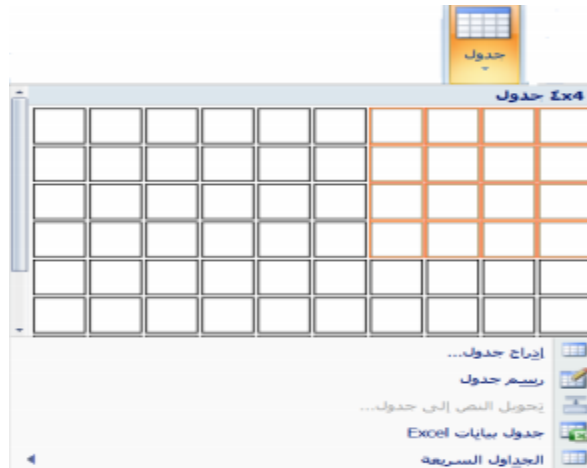 جدول
4x4 جدول
إدراج جدول...
رسم جدول
تحويل النص إلى جدول...
جدول بيانات Excel
الجداول السريعة